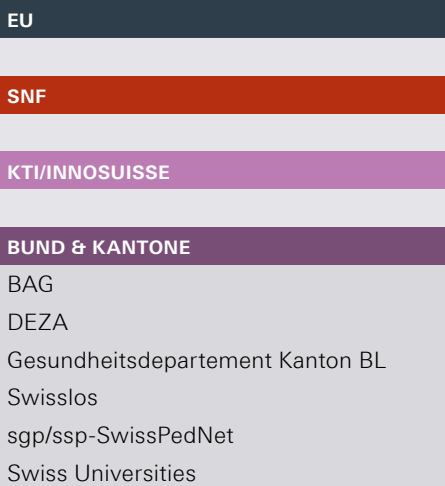 EU
SNF
KTI/INNOSUISSE
BUND & KANTONE
BAG
DEZA
Gesundheitsdepartement Kanton BL
Swisslos
sgp/ssp-SwissPedNet
Swiss Universities